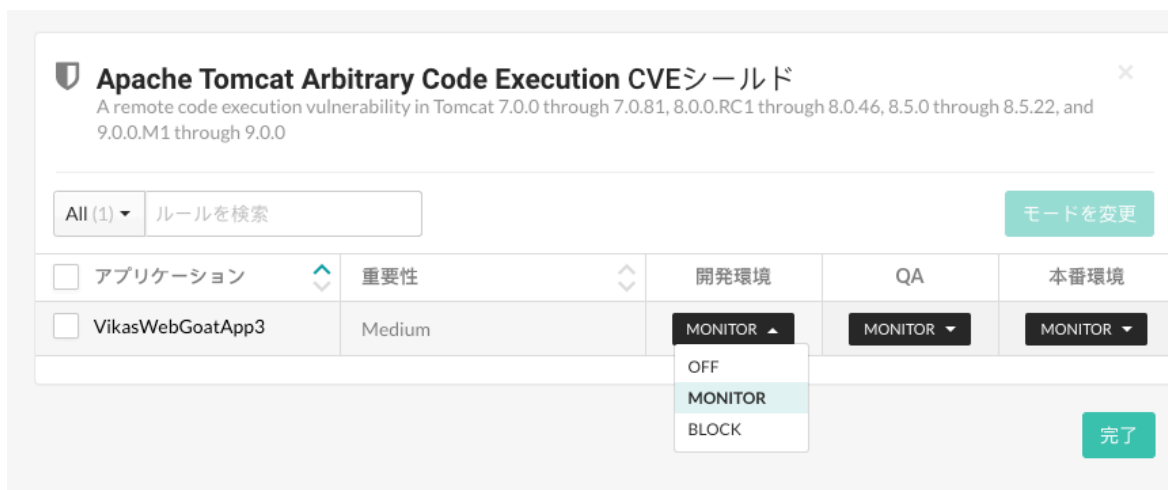 Apache Tomcat Arbitrary Code Execution CVEシールド
A remote code execution vulnerability in Tomcat 7.0.0 through 7.0.81, 8.0.0.RC1 through 8.0.46, 8.5.0 through 8.5.22, and
9.0.0.M1 through 9.0.0
All (1) ルールを検索 モードを変更
アプリケーション 重要性 開発環境 QA 本番環境
VikasWebGoatApp3 Medium MONITOR MONITOR MONITOR
OFF
MONITOR
BLOCK
完了